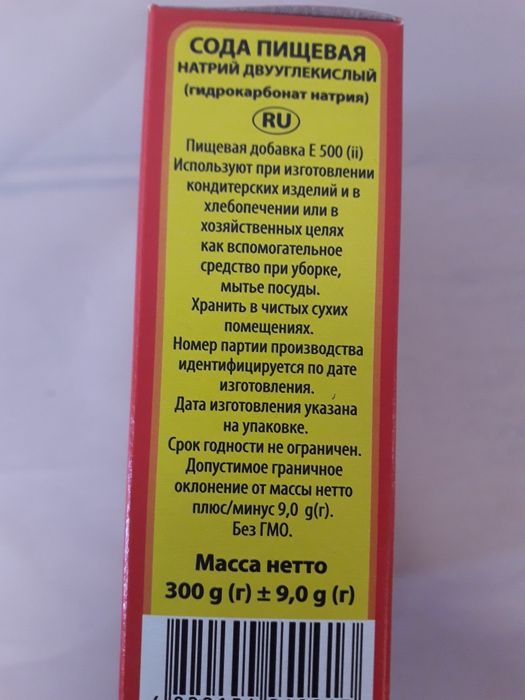 СОДА ПИЩЕВАЯ
НАТРИЙ ДВУУГЛЕКИСЛЫЙ
(гидрокарбонат натрия)
RU
Пищевая добавка Е 500 (ii)
Используют при изготовлении
кондитерских изделий и в
хлебопечении или в
хозяйственных целях
как вспомогательное
средство при уборке,
мытье посуды.
Хранить в чистых сухих
помещениях.
Номер партии производства
идентифицируется по дате
изготовления.
Дата изготовления указана
на упаковке.
Срок годности не ограничен.
Допустимое граничное
оклонение от массы нетто
плюс/минус 9,0 g(г).
Без ГМО.
Масса нетто
300 g (г) ± 9,0 g (г)